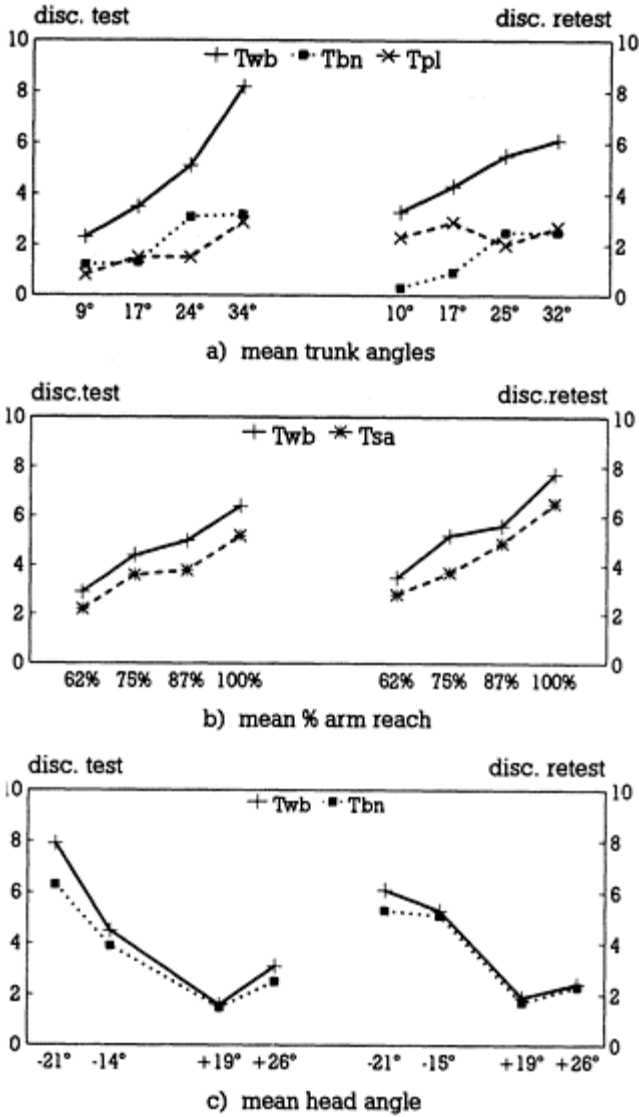 disc. test disc. retest
10 10
Twb Tbn Tpl
8 8
6 6
4 4
2 2
0 0
9° 17° 24° 34° 10° 17° 25° 32°
a) mean trunk angles
disc.test disc.retest
10 10
Twb Tsa
8 8
6 6
4 4
2 2
0 0
62% 75% 87% 100% 62% 75% 87% 100%
b) mean % arm reach
disc. test disc. retest
10 10
Twb Tbn
8 8
6 6
4 4
2 2
0 0
-21° -14° +19° +26° -21° -15° +19° +26°
c) mean head angle